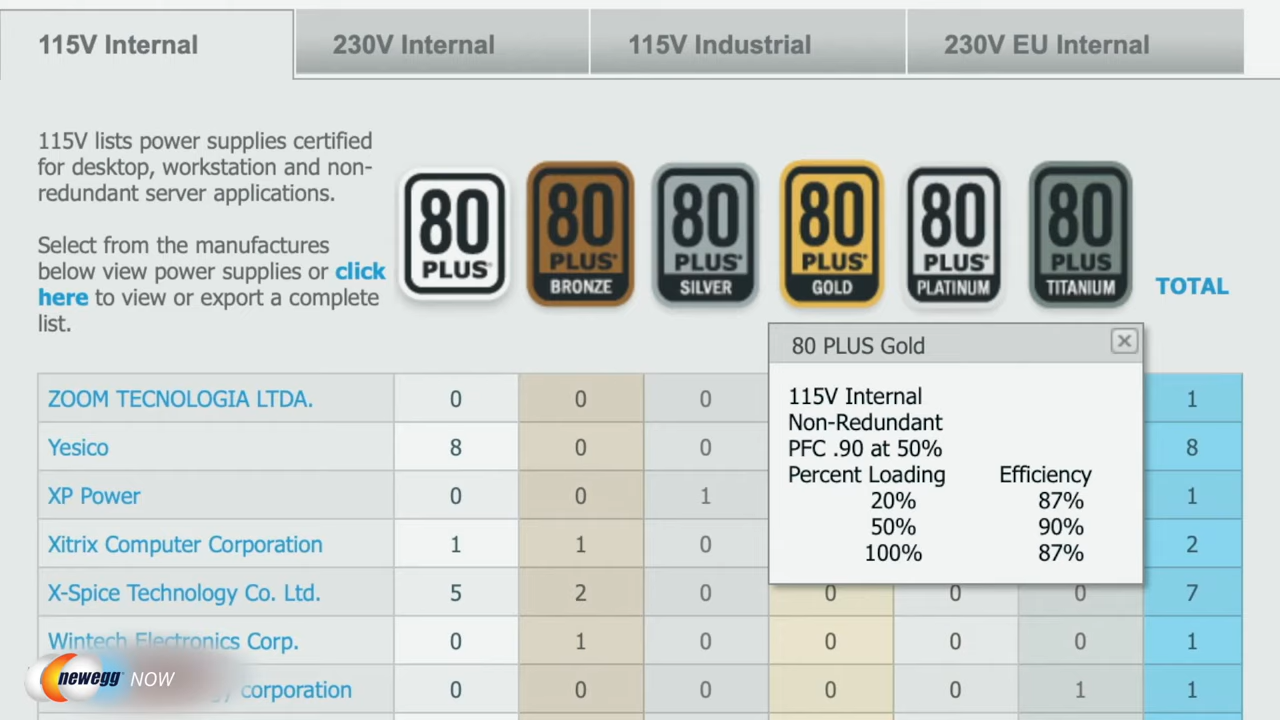 115V Internal 230V Internal 115V Industrial 230V EU Internal
115V lists power supplies certified
for desktop, workstation and non-
redundant server applications.
Select from the manufactures
below view power supplies or click
here to view or export a complete
list.
80 PLUS
80 PLUS BRONZE
80 PLUS SILVER
80 PLUS GOLD
80 PLUS PLATINUM
80 PLUS TITANIUM
TOTAL
80 PLUS Gold
115V Internal
Non-Redundant
PFC .90 at 50%
Percent Loading Efficiency
20% 87%
50% 90%
100% 87%
ZOOM TECNOLOGIA LTDA. 0 0 0 1
Yesico 8 0 0 8
XP Power 0 0 1 1
Xitrix Computer Corporation 1 1 0 2
X-Spice Technology Co. Ltd. 5 2 0 0 0 0 7
Wintech Electronics Corp. 0 1 0 0 0 0 1
corporation 0 0 0 0 0 1 1
newegg NOW